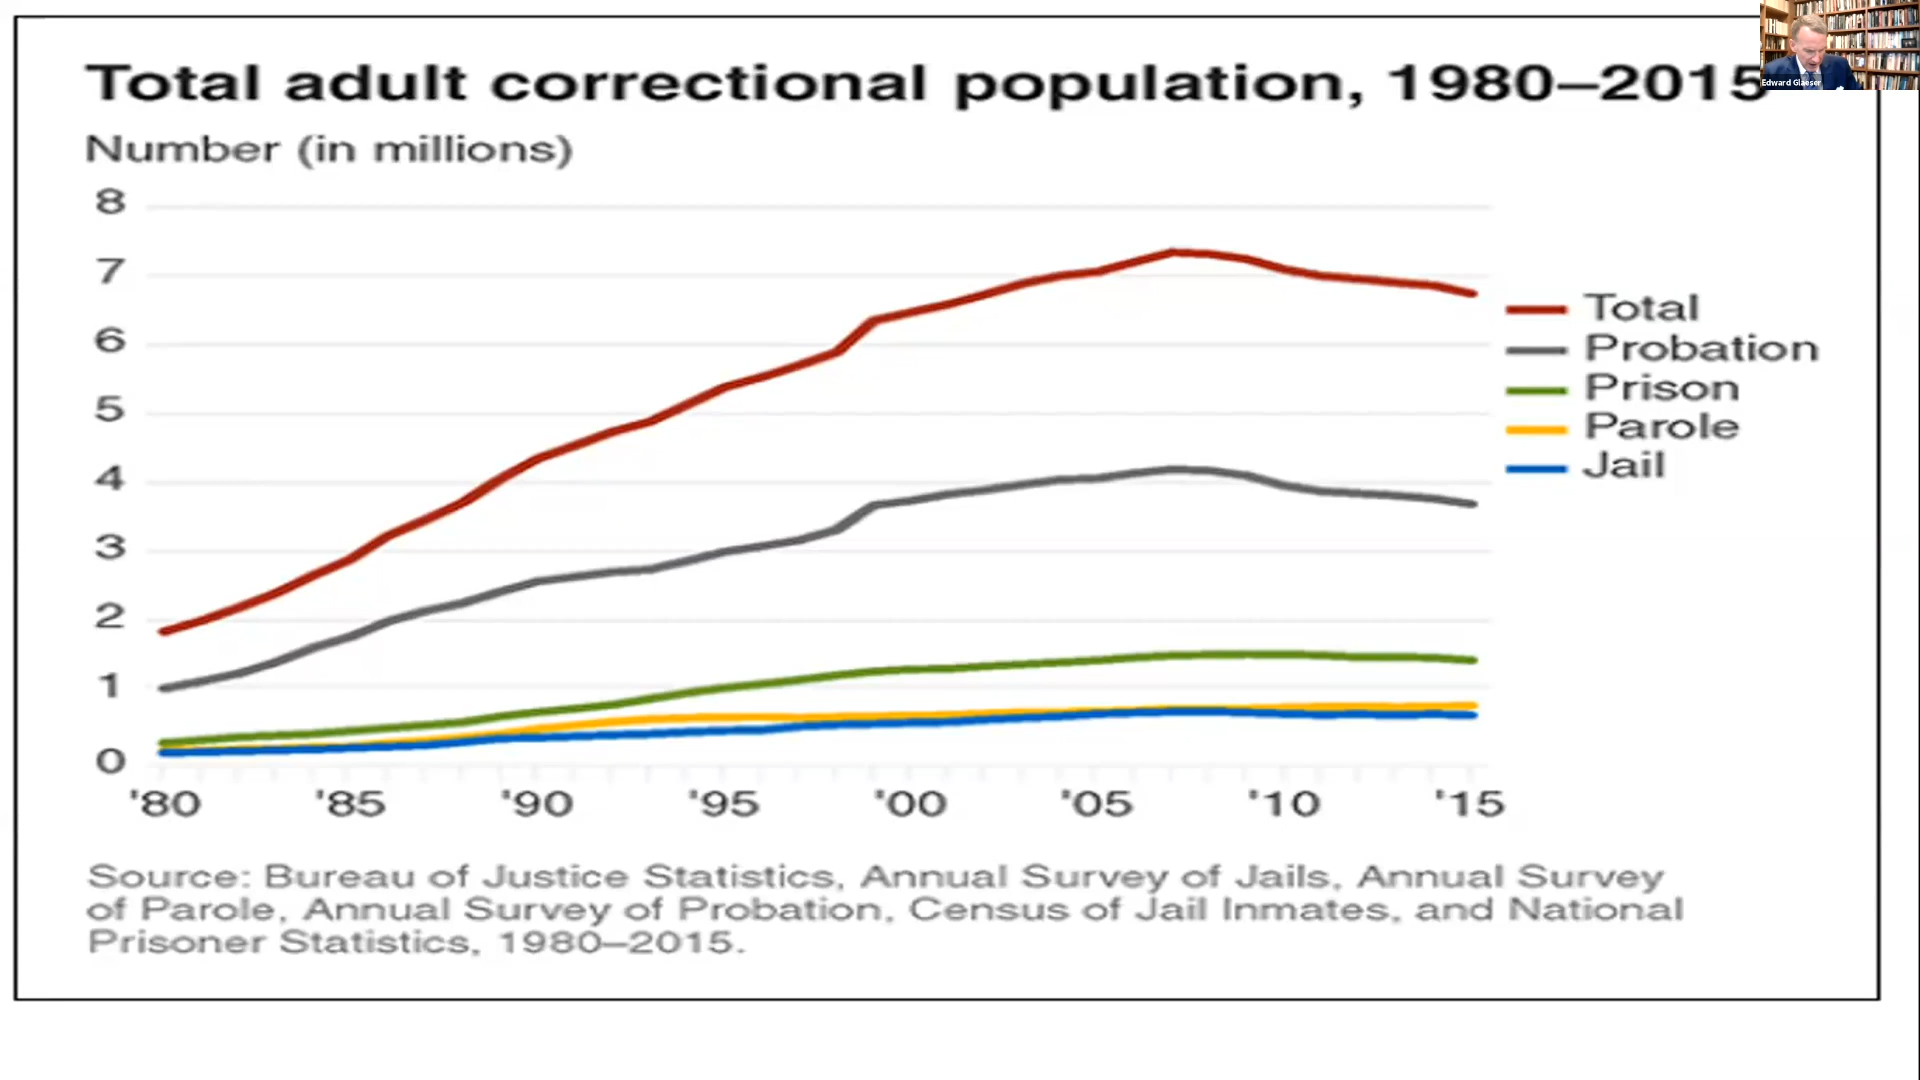 Total adult correctional population, 1980–2015
Edward Glaeser
Number (in millions)
8
7
6
5
4
3
2
1
0
'80 '85 '90 '95 '00 '05 '10 '15
Total
Probation
Prison
Parole
Jail
Source: Bureau of Justice Statistics, Annual Survey of Jails, Annual Survey
of Parole, Annual Survey of Probation, Census of Jail Inmates, and National
Prisoner Statistics, 1980–2015.